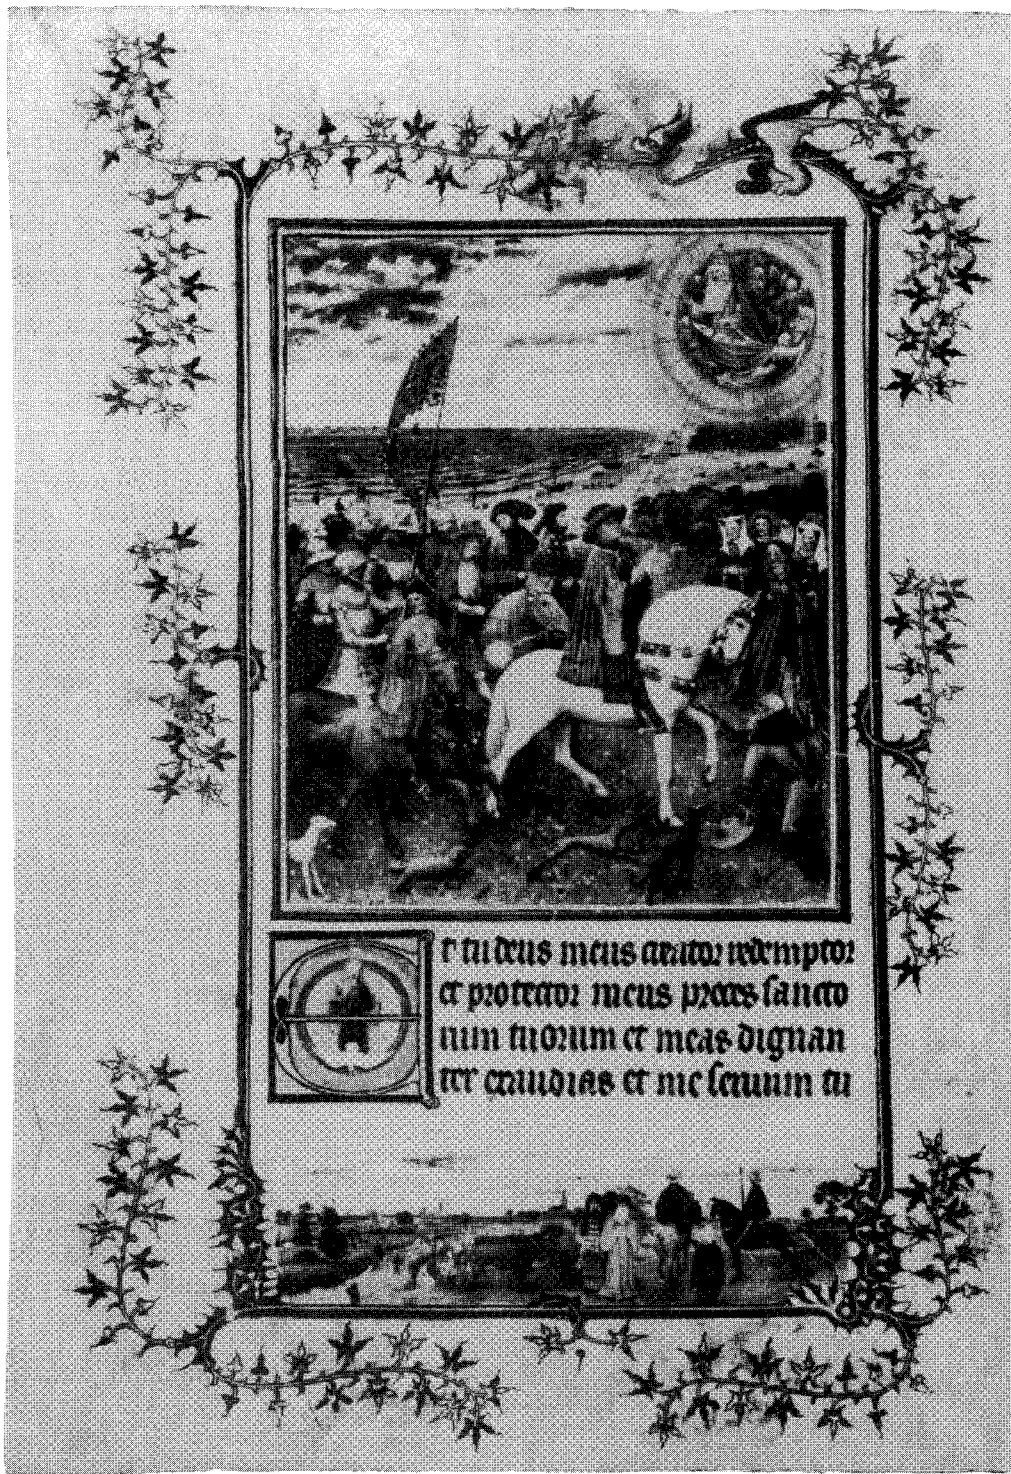 t tu deus meus creator redemptor
et protector meus preces sancto
rum tuorum et meas dignan
ter exaudias et me seruum tu